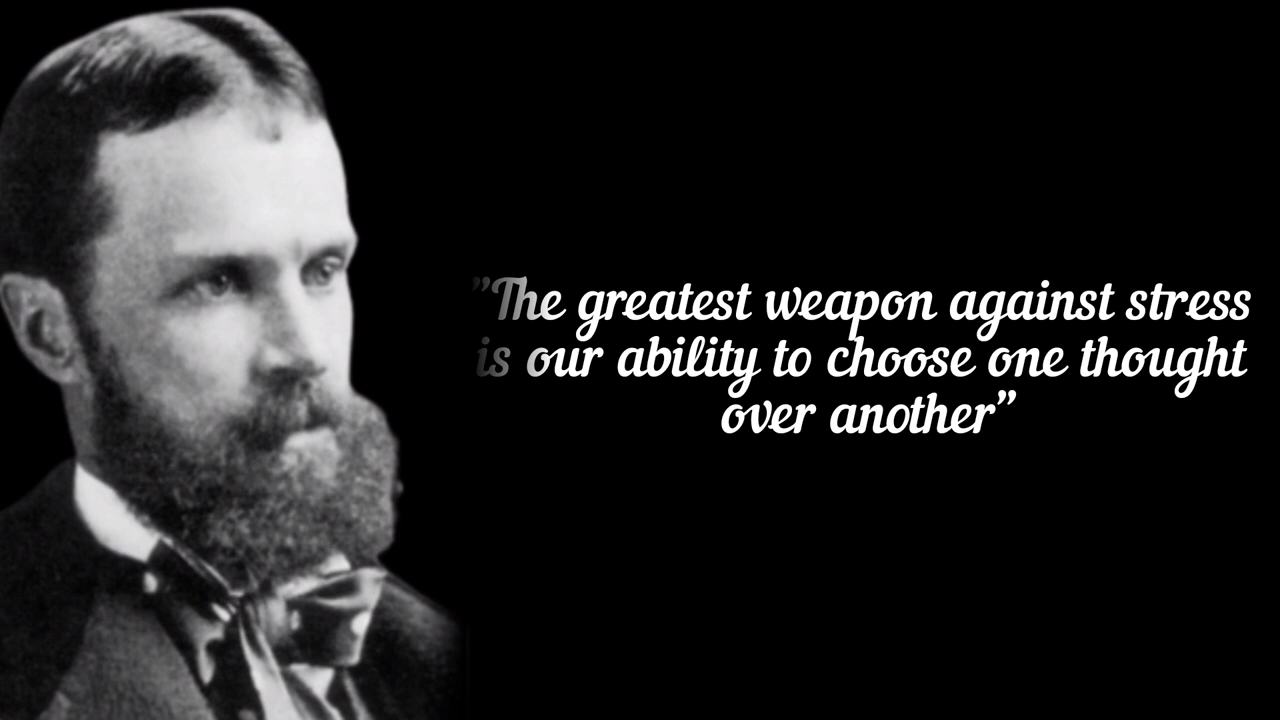 "The greatest weapon against stress
is our ability to choose one thought
over another"